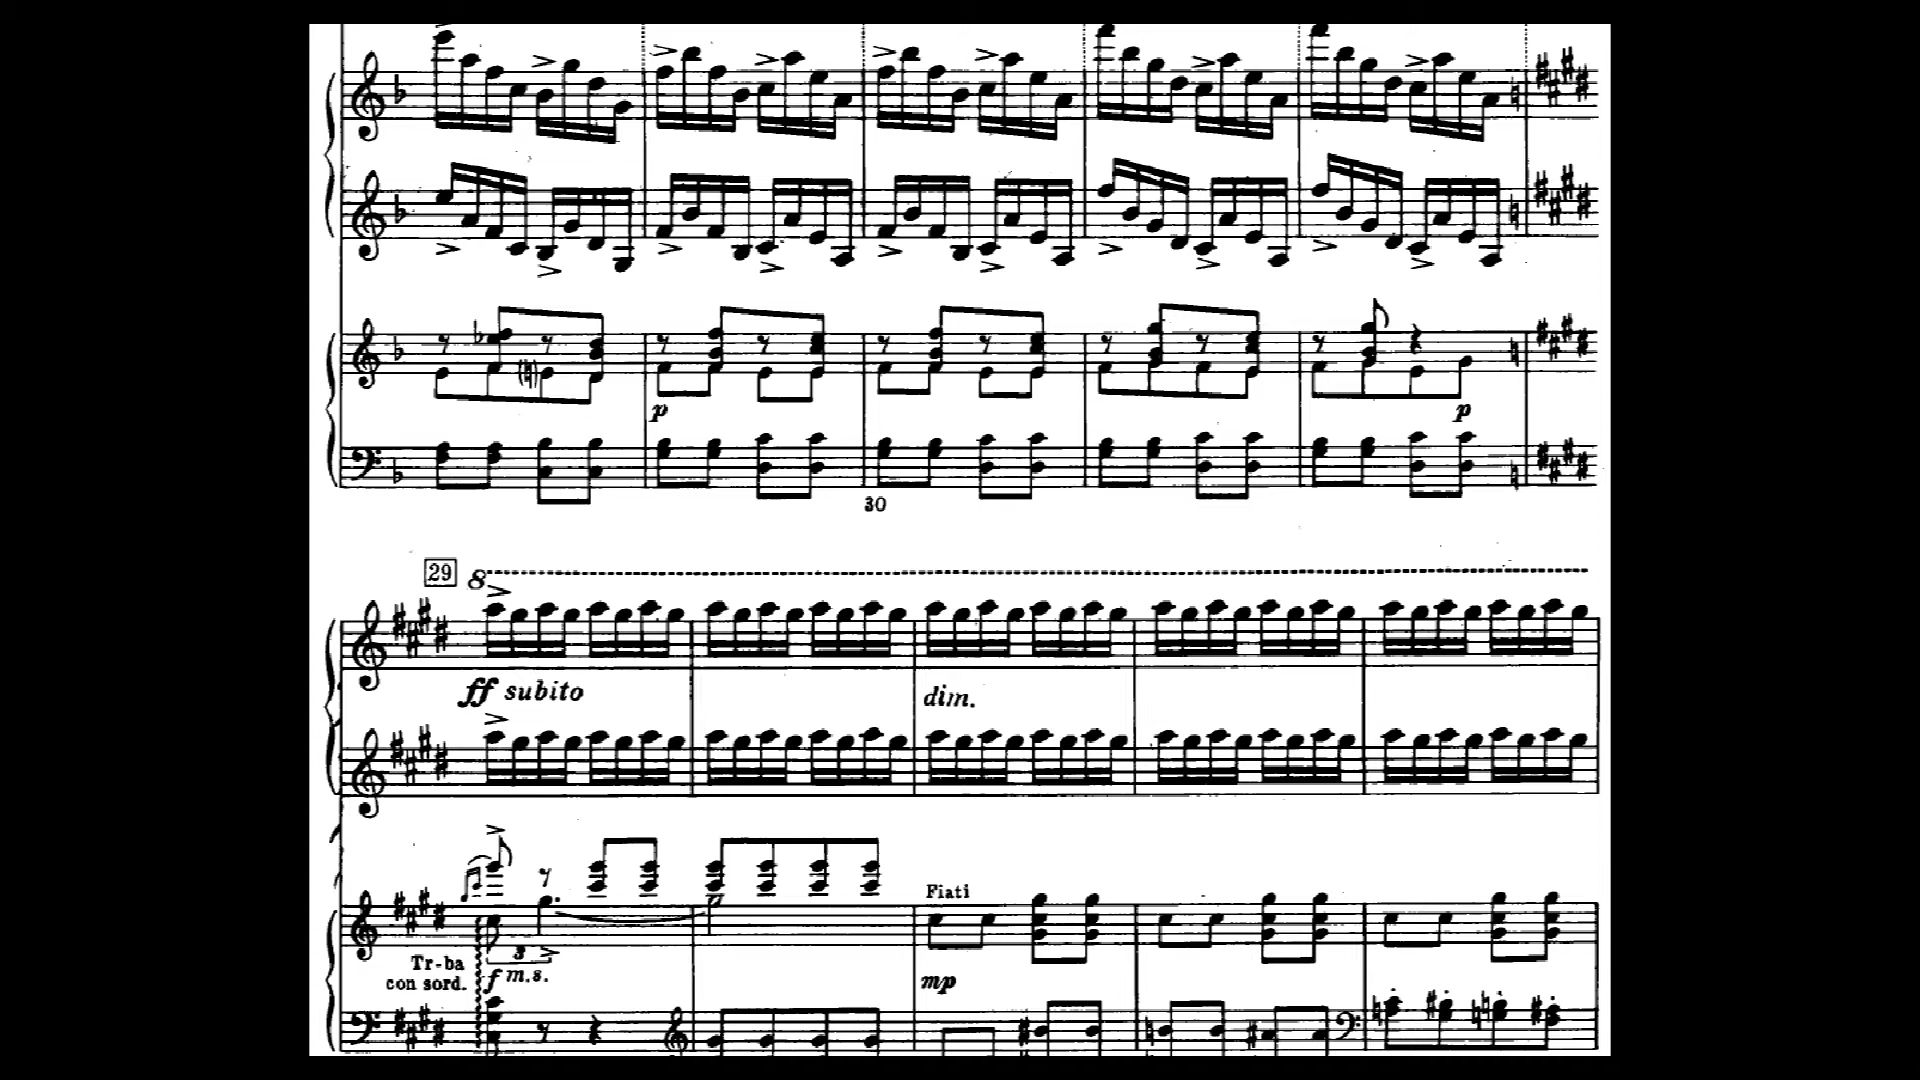 p
p
30
29
8
ff subito
dim.
Fiati
3
Tr-ba
con sord.
f m.s.
mp